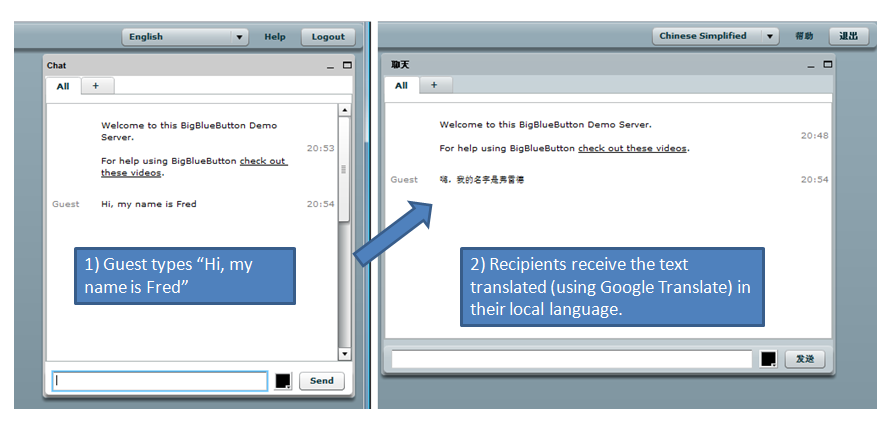 English
Help
Logout
Chat
All
+
Welcome to this BigBlueButton Demo
Server.
20:53
For help using BigBlueButton check out
these videos.
Guest
Hi, my name is Fred
20:54
1) Guest types “Hi, my
name is Fred”
Send
Chinese Simplified
帮助
退出
聊天
All
+
Welcome to this BigBlueButton Demo Server.
20:48
For help using BigBlueButton check out these videos.
Guest
嗨，我的名字是弗雷德
20:54
2) Recipients receive the text
translated (using Google Translate) in
their local language.
发送